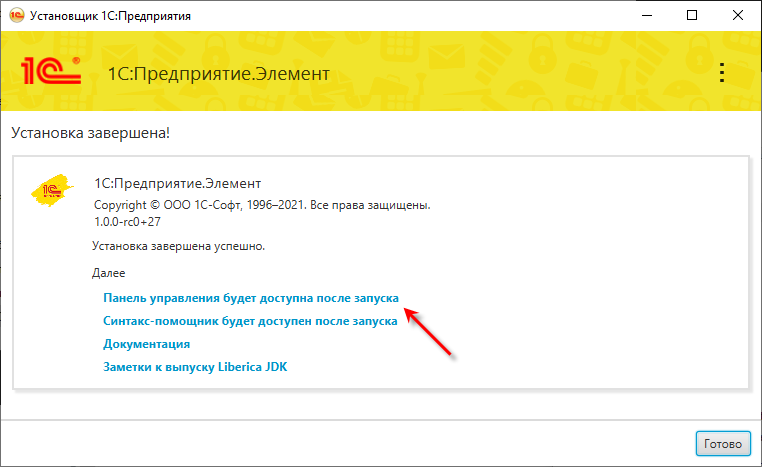 Установщик 1С:Предприятия
1С®
1С:Предприятие.Элемент
Установка завершена!
1С
1С:Предприятие.Элемент
Copyright © ООО 1С-Софт, 1996–2021. Все права защищены.
1.0.0-rc0+27
Установка завершена успешно.
Далее
Панель управления будет доступна после запуска
Синтакс-помощник будет доступен после запуска
Документация
Заметки к выпуску Liberica JDK
Готово